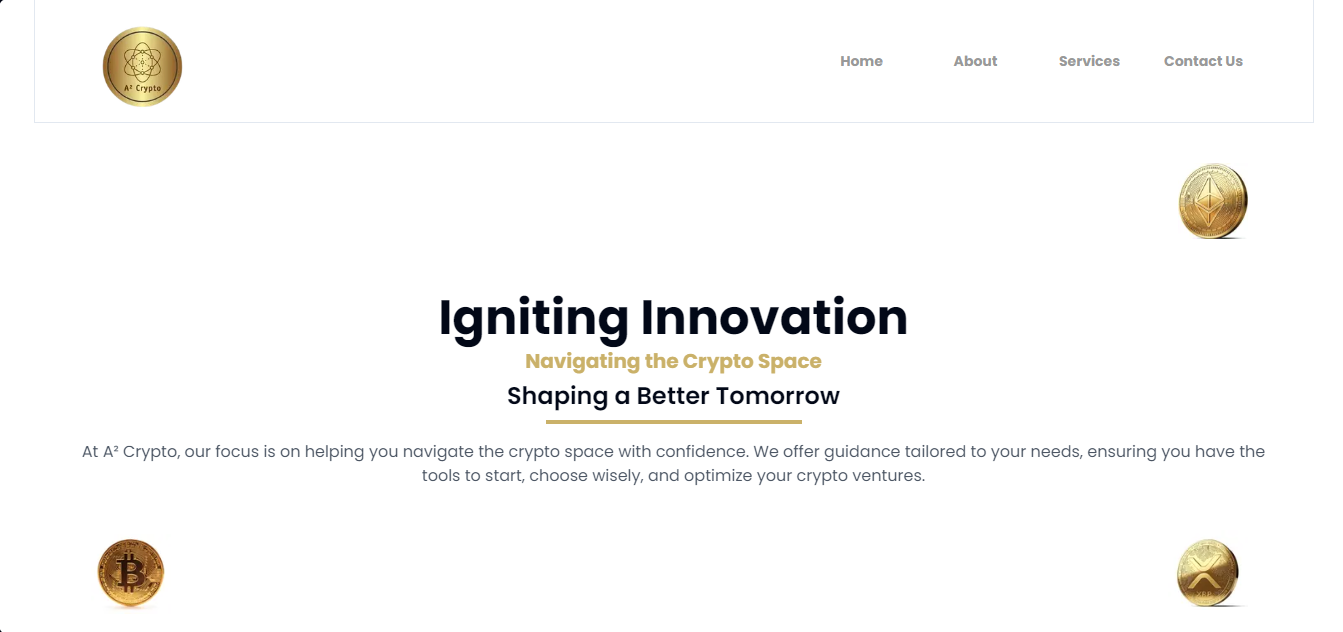 A² Crypto
Home
About
Services
Contact Us
Igniting Innovation
Navigating the Crypto Space
Shaping a Better Tomorrow
At A² Crypto, our focus is on helping you navigate the crypto space with confidence. We offer guidance tailored to your needs, ensuring you have the
tools to start, choose wisely, and optimize your crypto ventures.
XRP